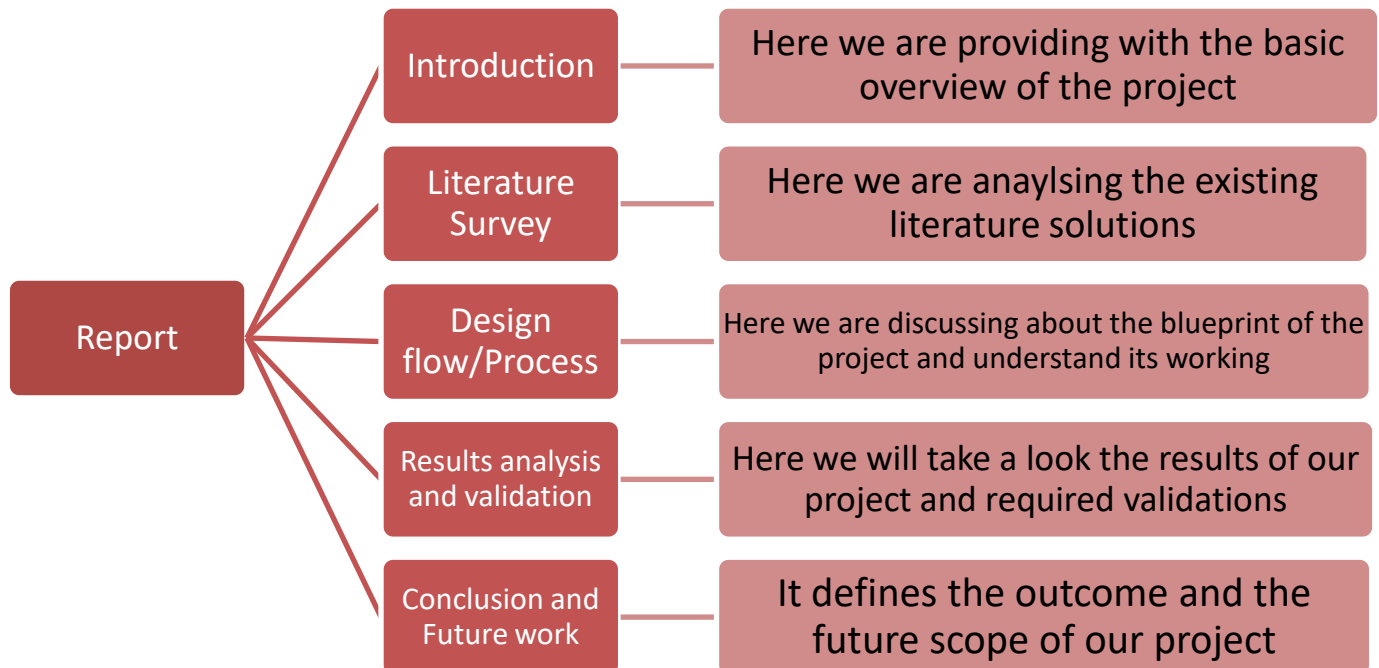 Report
Introduction
Here we are providing with the basic
overview of the project
Literature
Survey
Here we are anaylsing the existing
literature solutions
Design
flow/Process
Here we are discussing about the blueprint of the
project and understand its working
Results analysis
and validation
Here we will take a look the results of our
project and required validations
Conclusion and
Future work
It defines the outcome and the
future scope of our project